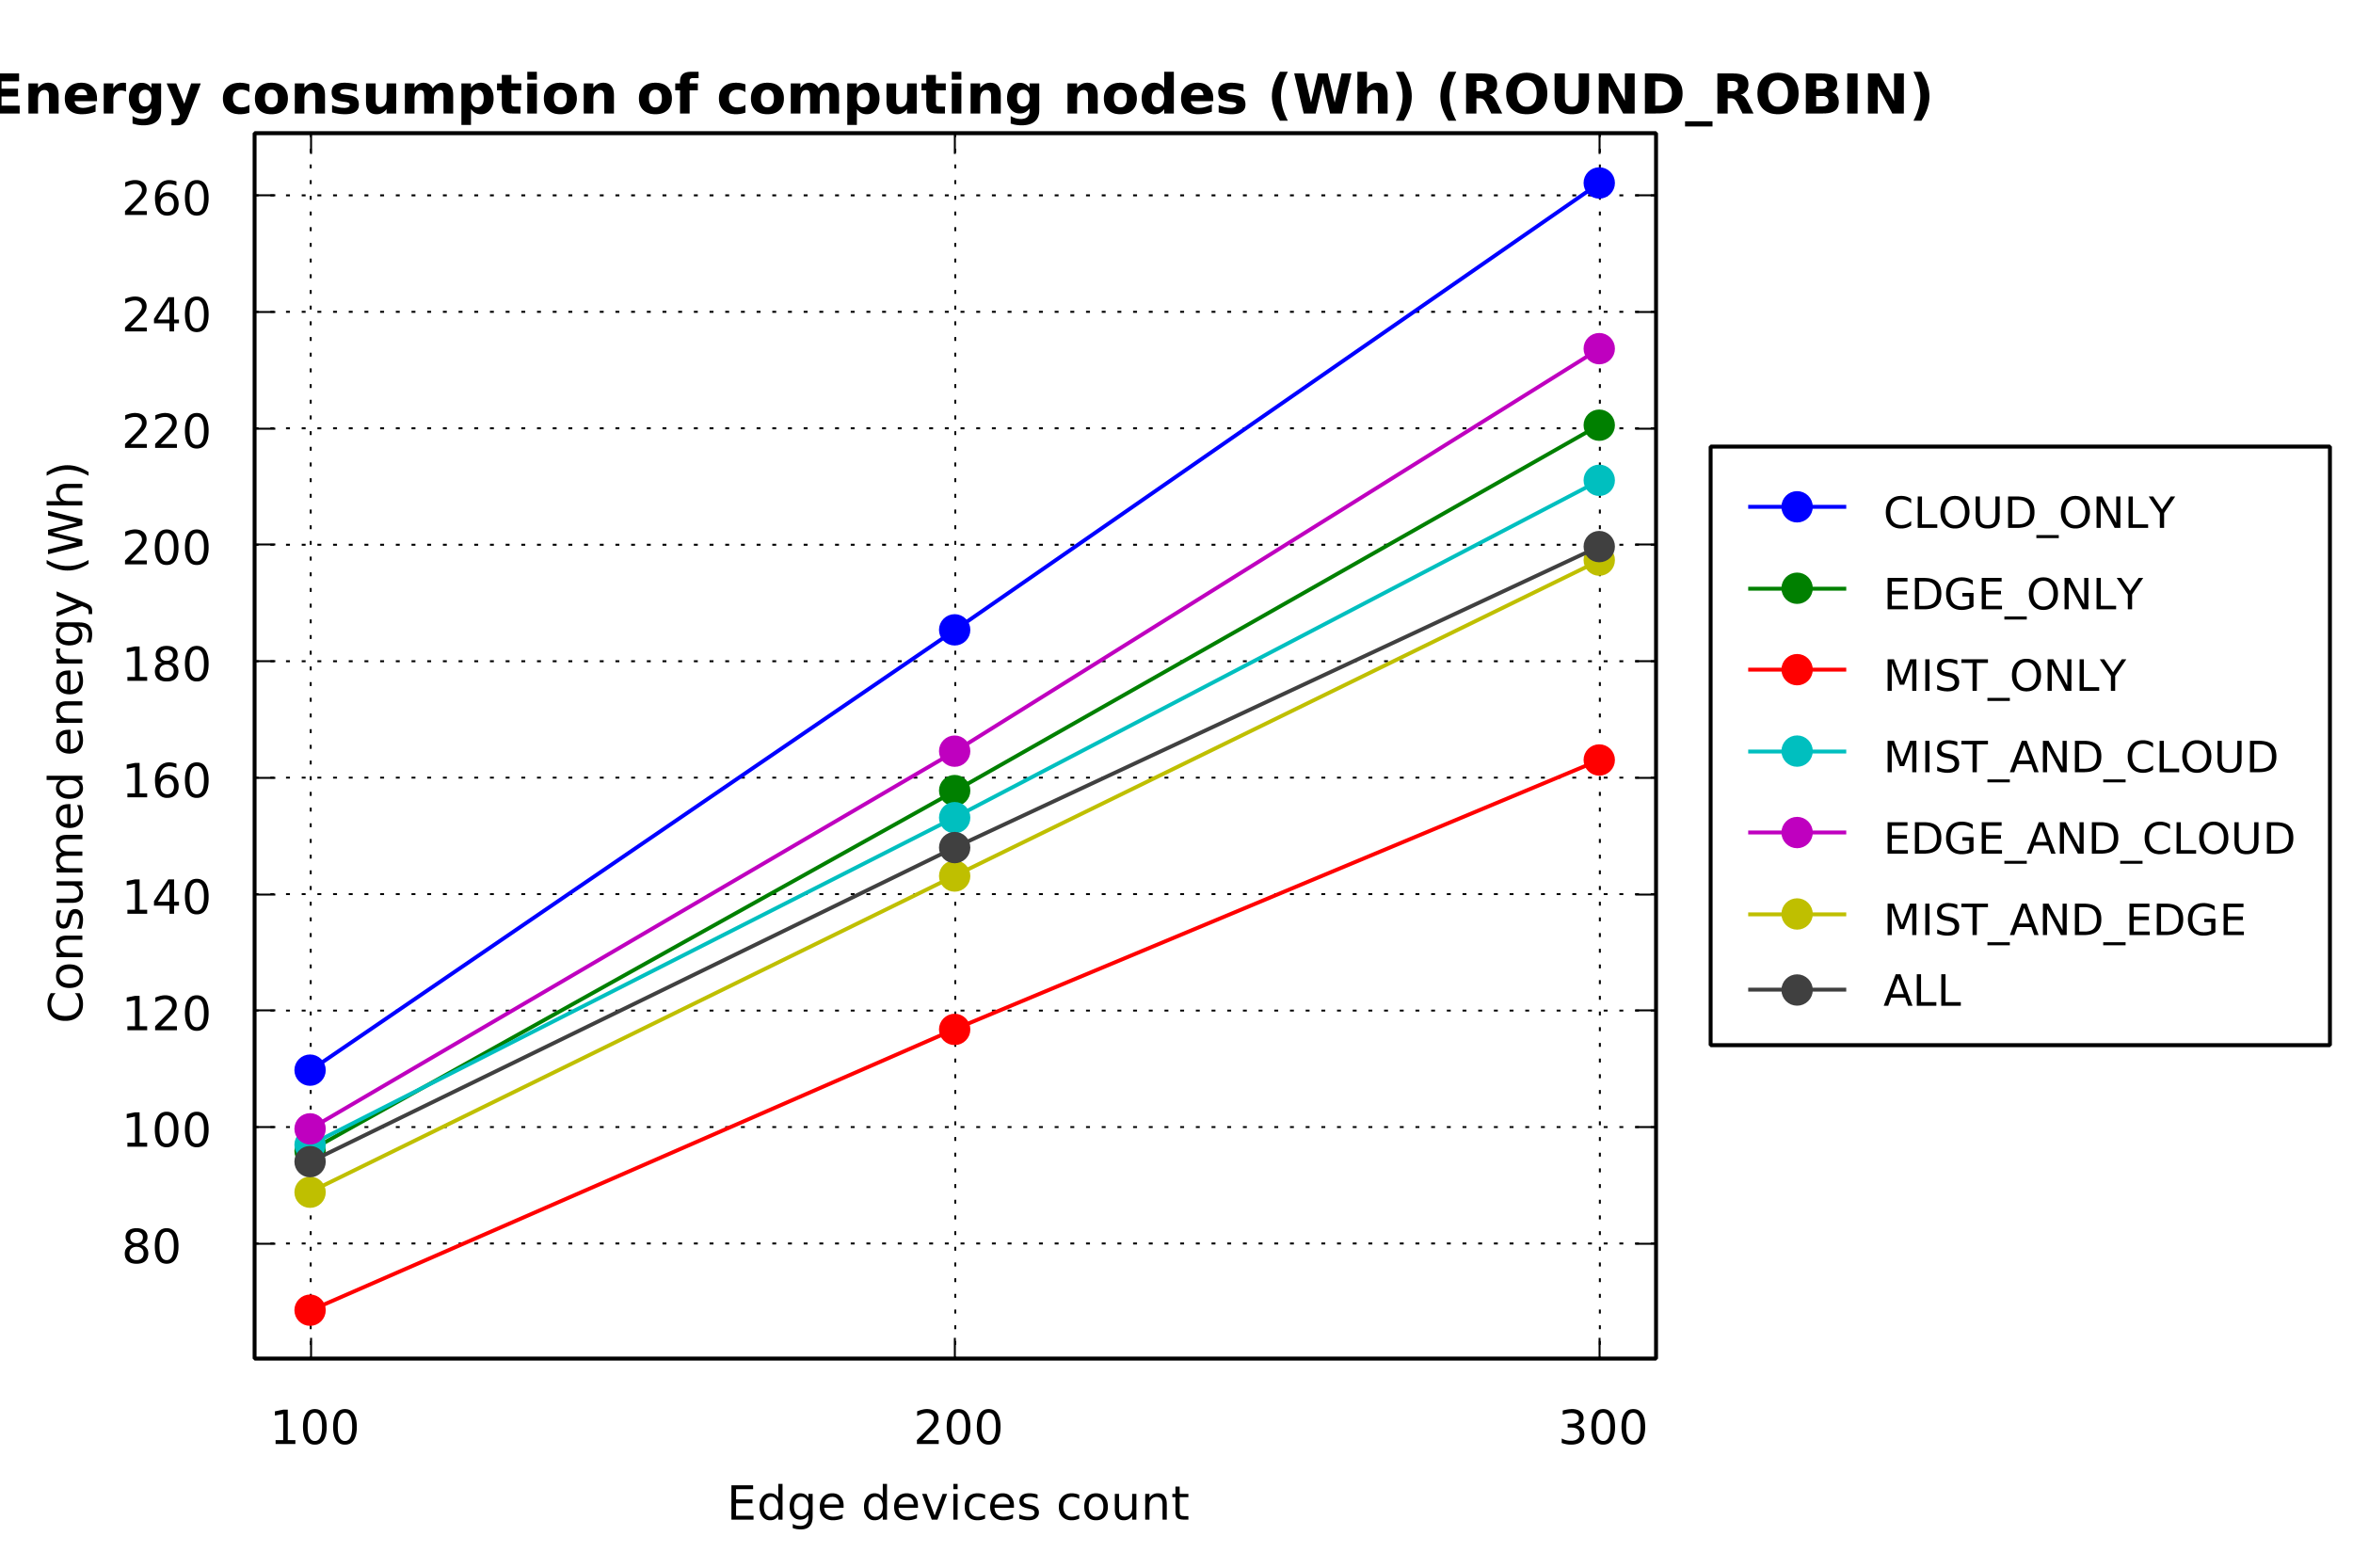 Energy consumption of computing nodes (Wh) (ROUND_ROBIN)
Consumed energy (Wh)
260
240
220
200
180
160
140
120
100
80
100 200 300
Edge devices count
CLOUD_ONLY
EDGE_ONLY
MIST_ONLY
MIST_AND_CLOUD
EDGE_AND_CLOUD
MIST_AND_EDGE
ALL